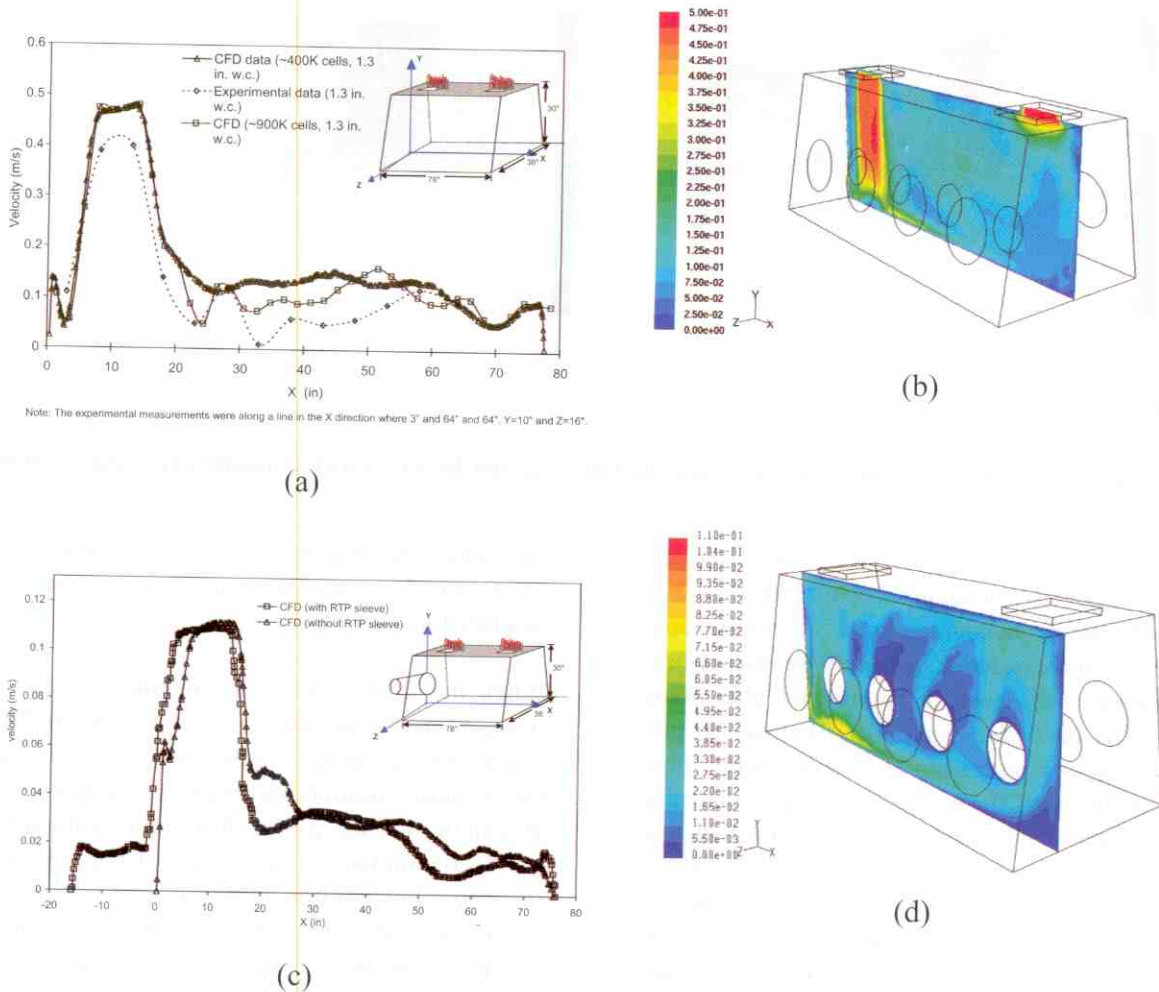 0.6
0.5
0.4
0.3
0.2
0.1
0
Velocity (m/s)
CFD data (~400K cells, 1.3
in. w.c.)
Experimental data (1.3 in.
w.c.)
CFD (~900K cells, 1.3 in.
w.c.)
Y
30"
X
36"
78"
Z
0 10 20 30 40 50 60 70 80
X (in)
Note: The experimental measurements were along a line in the X direction where 3" and 64" and 64". Y=10" and Z=16".
(a)
5.00e-01
4.75e-01
4.50e-01
4.25e-01
4.00e-01
3.75e-01
3.50e-01
3.25e-01
3.00e-01
2.75e-01
2.50e-01
2.25e-01
2.00e-01
1.75e-01
1.50e-01
1.25e-01
1.00e-01
7.50e-02
5.00e-02
2.50e-02
0.00e+00
Y
Z X
(b)
0.12
0.1
0.08
0.06
0.04
0.02
0
velocity (m/s)
CFD (with RTP sleeve)
CFD (without RTP sleeve)
Y
30"
X
36
78"
Z
-20 -10 0 10 20 30 40 50 60 70 80
X (in)
(c)
1.10e-01
1.04e-01
9.90e-02
9.35e-02
8.80e-02
8.25e-02
7.70e-02
7.15e-02
6.60e-02
6.05e-02
5.50e-02
4.95e-02
4.40e-02
3.85e-02
3.30e-02
2.75e-02
2.20e-02
1.65e-02
1.10e-02
5.50e-03
0.00e+00
Y
Z X
(d)